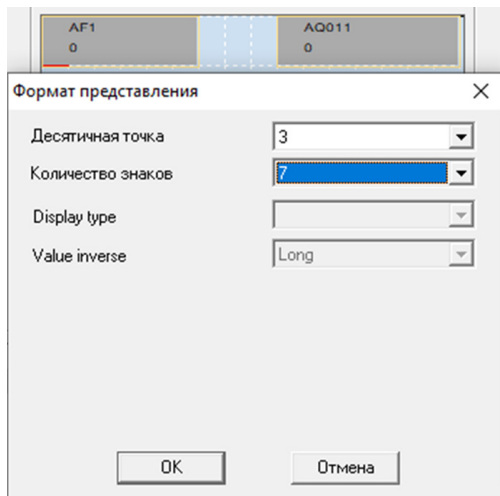 AF1 AQ011
0 0
Формат представления
Десятичная точка 3
Количество знаков 7
Display type
Value inverse Long
OK Отмена